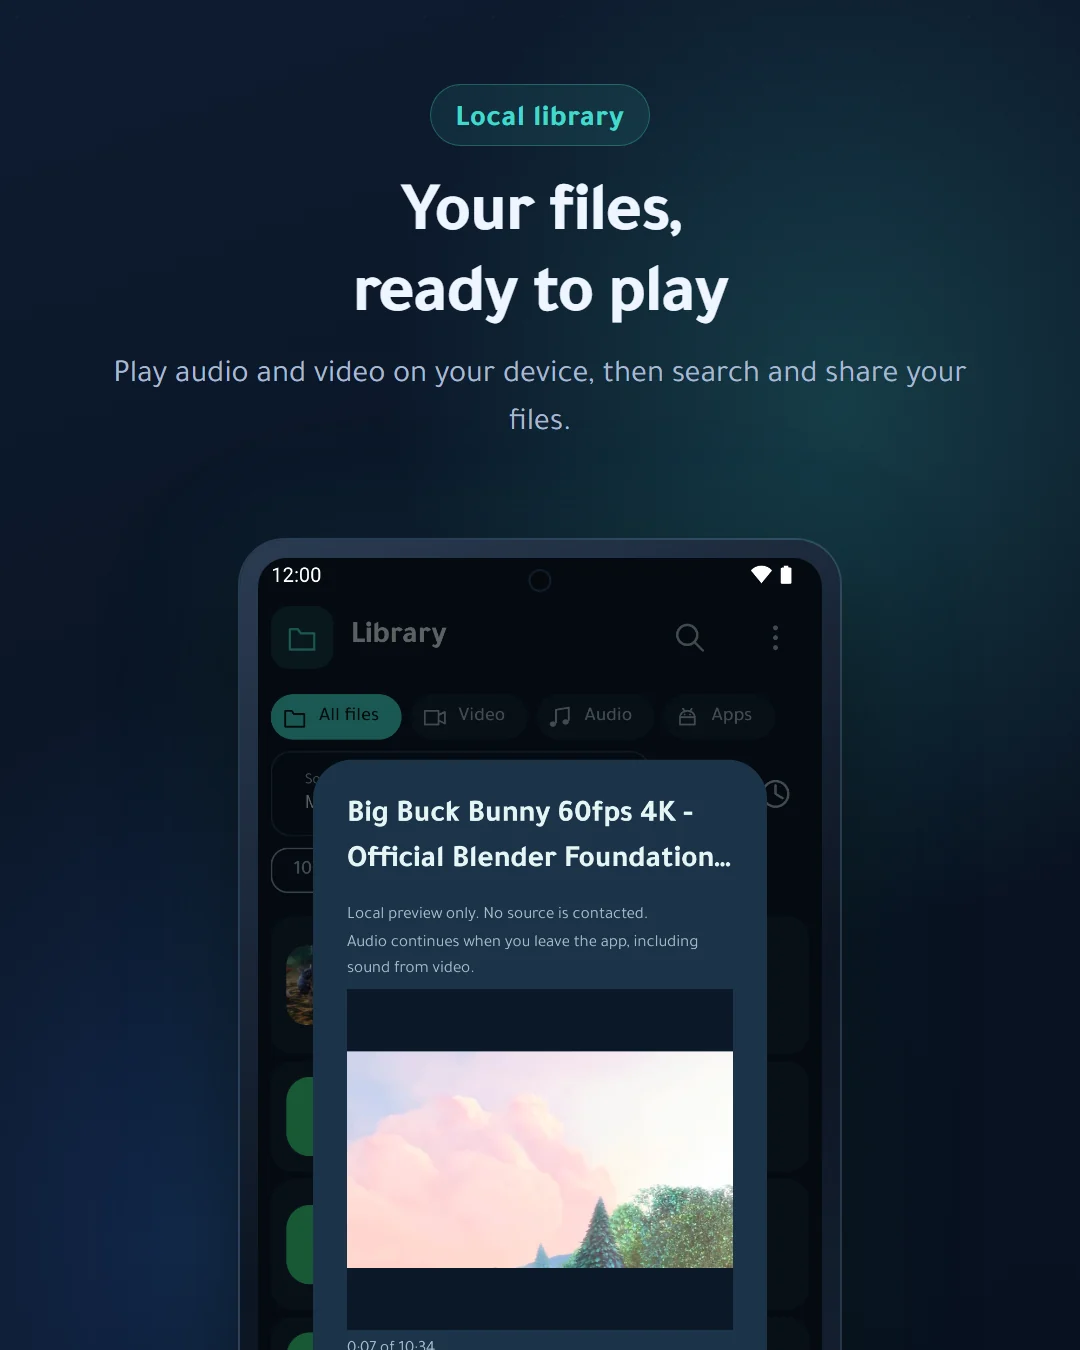 Local library
Your files,
ready to play
Play audio and video on your device, then search and share your
files.
12:00
Library
All files
Video
Audio
Apps
10
Big Buck Bunny 60fps 4K -
Official Blender Foundation…
Local preview only. No source is contacted.
Audio continues when you leave the app, including
sound from video.
0:07 of 10:34